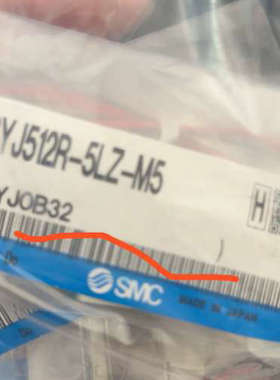 YJ512R-5LZ-M5
YJOB32
H
SMC
MADE IN JAPAN